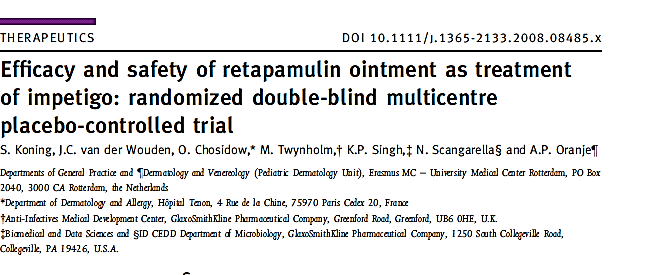 THERAPEUTICS DOI 10.1111/j.1365-2133.2008.08485.x
Efficacy and safety of retapamulin ointment as treatment
of impetigo: randomized double-blind multicentre
placebo-controlled trial
S. Koning, J.C. van der Wouden, O. Chosidow,* M. Twynholm,† K.P. Singh,‡ N. Scangarella§ and A.P. Oranje¶
Departments of General Practice and ¶Dermatology and Venereology (Pediatric Dermatology Unit), Erasmus MC – University Medical Center Rotterdam, PO Box
2040, 3000 CA Rotterdam, the Netherlands
*Department of Dermatology and Allergy, Hôpital Tenon, 4 Rue de la Chine, 75970 Paris Cedex 20, France
†Anti-Infectives Medical Development Center, GlaxoSmithKline Pharmaceutical Company, Greenford Road, Greenford, UB6 0HE, U.K.
‡Biomedical and Data Sciences and §ID CEDD Department of Microbiology, GlaxoSmithKline Pharmaceutical Company, 1250 South Collegeville Road,
Collegeville, PA 19426, U.S.A.